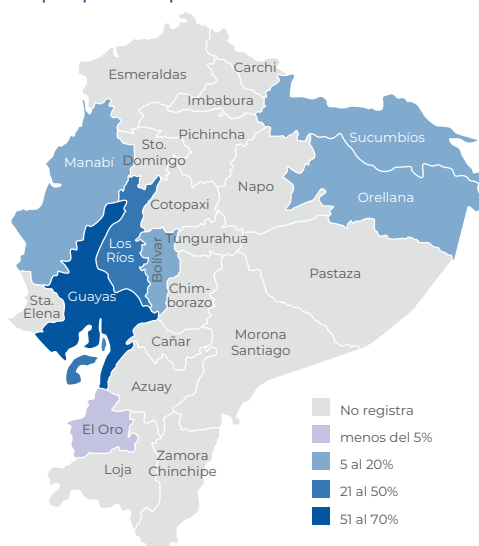 Esmeraldas
Carchi
Imbabura
Pichincha
Sto.
Domingo
Manabí
Sucumbíos
Napo
Orellana
Cotopaxi
Tungurahua
Los
Ríos
Bolívar
Pastaza
Chim-
borazo
Guayas
Sta.
Elena
Cañar
Morona
Santiago
Azuay
El Oro
Loja
Zamora
Chinchipe
No registra
menos del 5%
5 al 20%
21 al 50%
51 al 70%